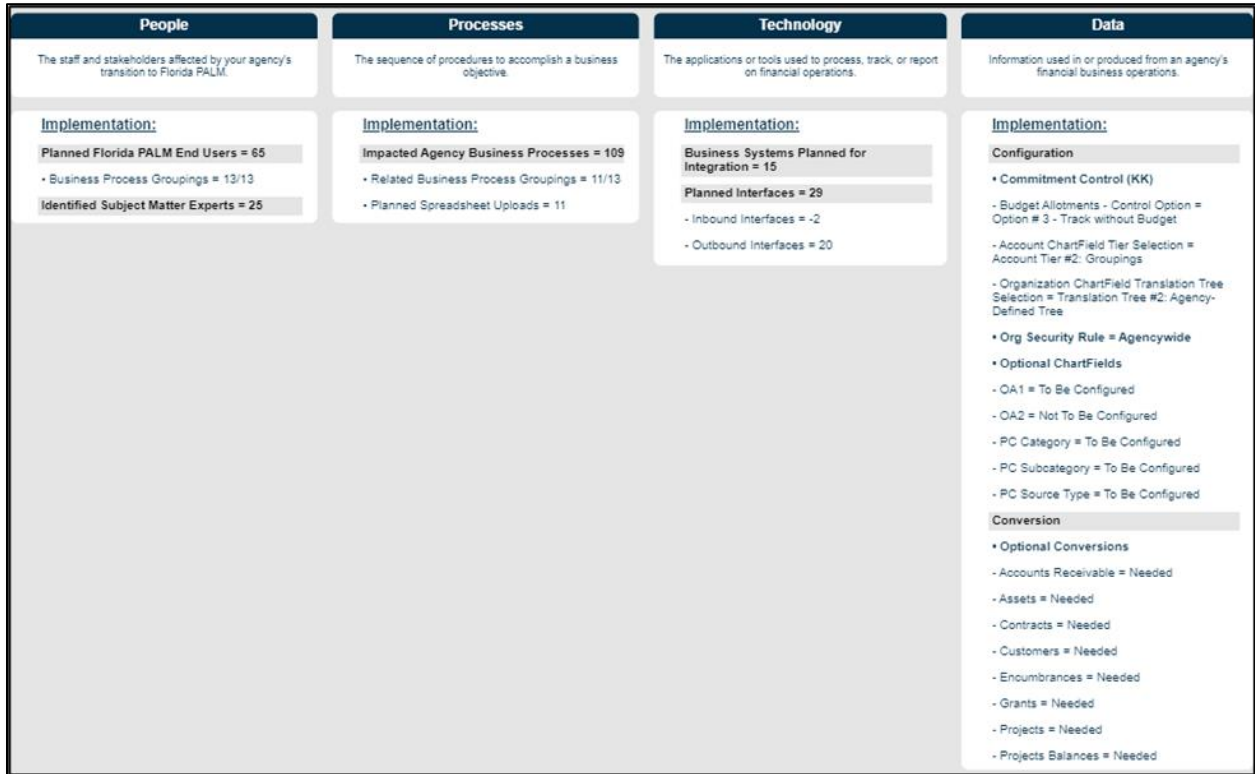 People
The staff and stakeholders affected by your agency's
transition to Florida PALM.
Implementation:
Planned Florida PALM End Users = 65
• Business Process Groupings = 13/13
Identified Subject Matter Experts = 25
Processes
The sequence of procedures to accomplish a business
objective.
Implementation:
Impacted Agency Business Processes = 109
• Related Business Process Groupings = 11/13
• Planned Spreadsheet Uploads = 11
Technology
The applications or tools used to process, track, or report
on financial operations.
Implementation:
Business Systems Planned for
Integration = 15
Planned Interfaces = 29
- Inbound Interfaces = -2
- Outbound Interfaces = 20
Data
Information used in or produced from an agency's
financial business operations.
Implementation:
Configuration
• Commitment Control (KK)
- Budget Allotments - Control Option =
Option # 3 - Track without Budget
- Account ChartField Tier Selection =
Account Tier #2: Groupings
- Organization ChartField Translation Tree
Selection = Translation Tree #2: Agency-
Defined Tree
• Org Security Rule = Agencywide
• Optional ChartFields
- OA1 = To Be Configured
- OA2 = Not To Be Configured
- PC Category = To Be Configured
- PC Subcategory = To Be Configured
- PC Source Type = To Be Configured
Conversion
• Optional Conversions
- Accounts Receivable = Needed
- Assets = Needed
- Contracts = Needed
- Customers = Needed
- Encumbrances = Needed
- Grants = Needed
- Projects = Needed
- Projects Balances = Needed